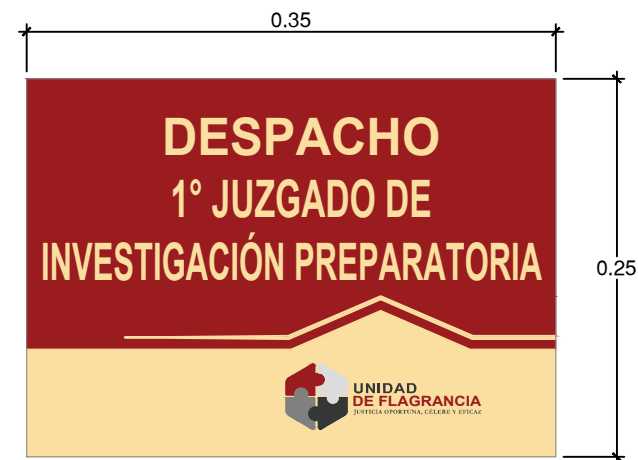 0.35
DESPACHO
1° JUZGADO DE
INVESTIGACIÓN PREPARATORIA
0.25
UNIDAD
DE FLAGRANCIA
JUSTICIA OPORTUNA, CÉLERE Y EFICAZ